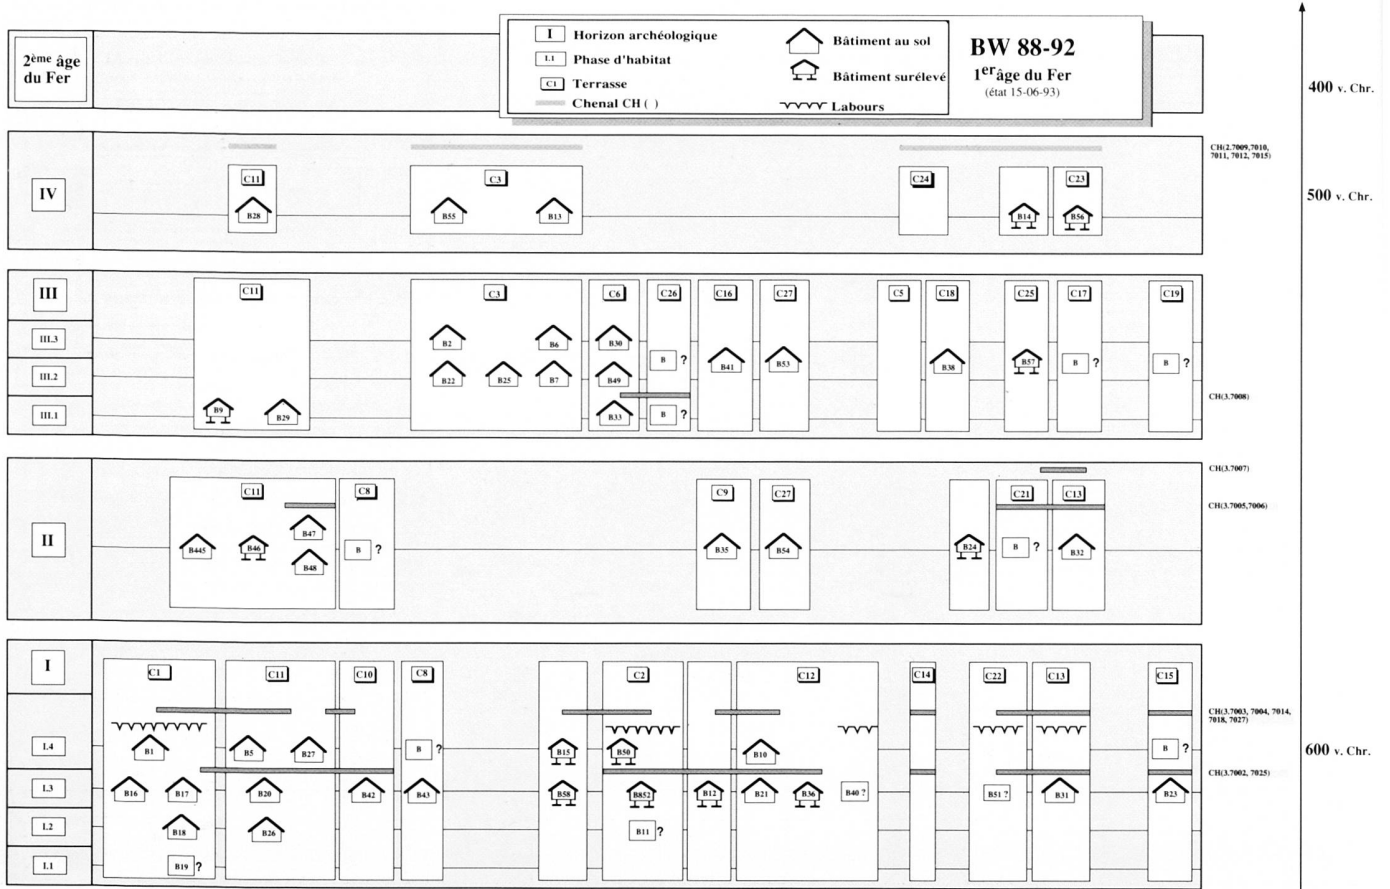 I Horizon archéologique
I.1 Phase d'habitat
C1 Terrasse
Chenal CH ( )
Bâtiment au sol
Bâtiment surélevé
Labours
BW 88-92
1er âge du Fer
(état 15-06-93)
2ème âge
du Fer
400 v. Chr.
CH(2.7009,7010,
7011, 7012, 7015)
IV
C11 C3 C24 C23
B28 B55 B13 B14 B56
500 v. Chr.
III
C11 C3 C6 C26 C16 C27 C5 C18 C25 C17 C19
III.3
B2 B6 B30
B ? B41 B53 B38 B57 B ? B ?
III.2
B22 B25 B7 B49
CH(3.7008)
III.1
B9 B29 B33 B ?
CH(3.7007)
C11 C8 C9 C27 C21 C13
CH(3.7005,7006)
II
B47
B445 B46 B48 B ? B35 B54 B24 B ? B32
I
C1 C11 C10 C8 C2 C12 C14 C22 C13 C15
CH(3.7003, 7004, 7014,
7018, 7027)
I.4
B1 B5 B27 B ? B15 B50 B10 B ?
600 v. Chr.
CH(3.7002, 7025)
I.3
B16 B17 B20 B42 B43 B58 B852 B12 B21 B36 B40 ? B51 ? B31 B23
I.2
B18 B26 B11 ?
I.1
B19 ?